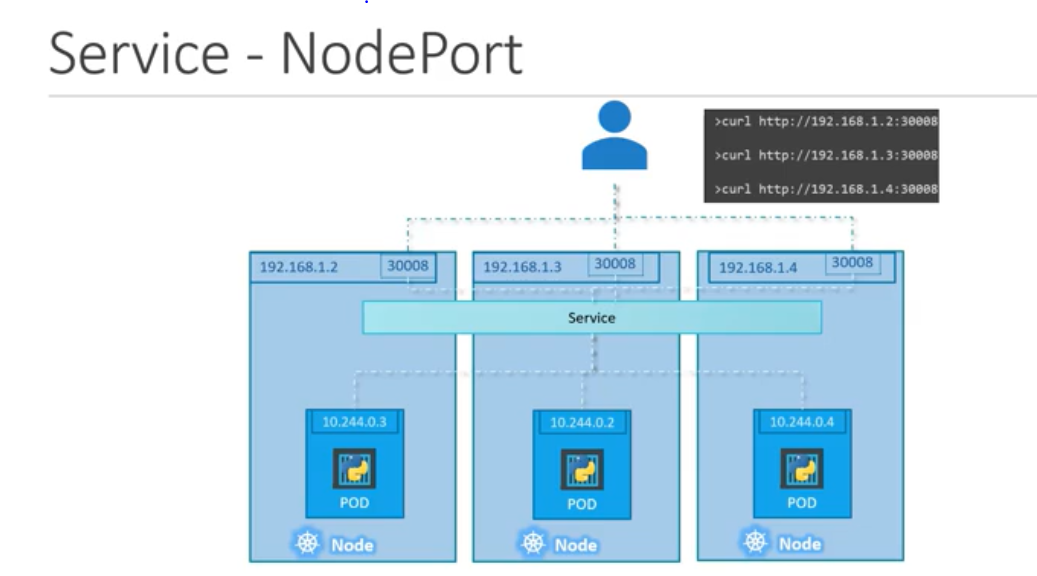 Service - NodePort
>curl http://192.168.1.2:30008
>curl http://192.168.1.3:30008
>curl http://192.168.1.4:30008
192.168.1.2 30008
192.168.1.3 30008
192.168.1.4 30008
Service
10.244.0.3
10.244.0.2
10.244.0.4
POD
POD
POD
Node
Node
Node